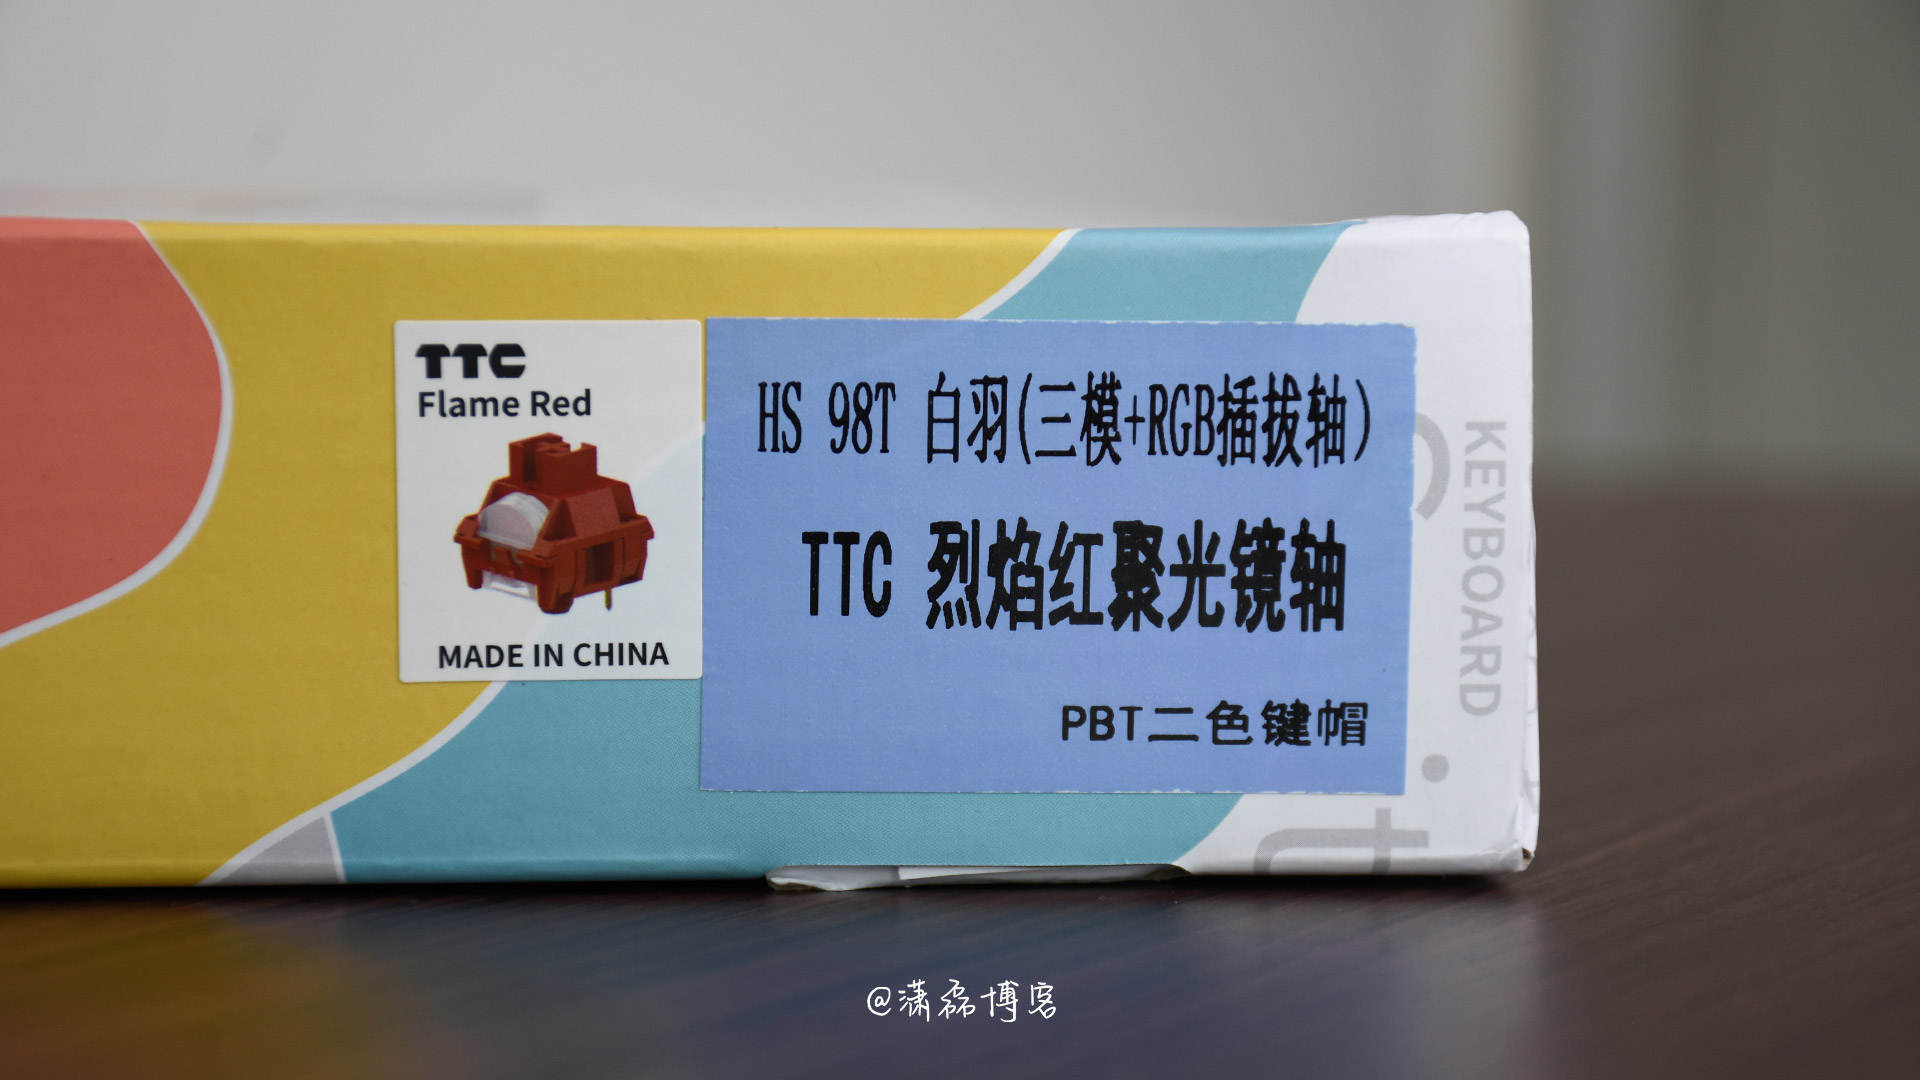 TTC
Flame Red
MADE IN CHINA
HS 98T 白羽(三模+RGB插拔轴)
TTC 烈焰红聚光镜轴
PBT二色键帽
KEYBOARD
@潇磊博客